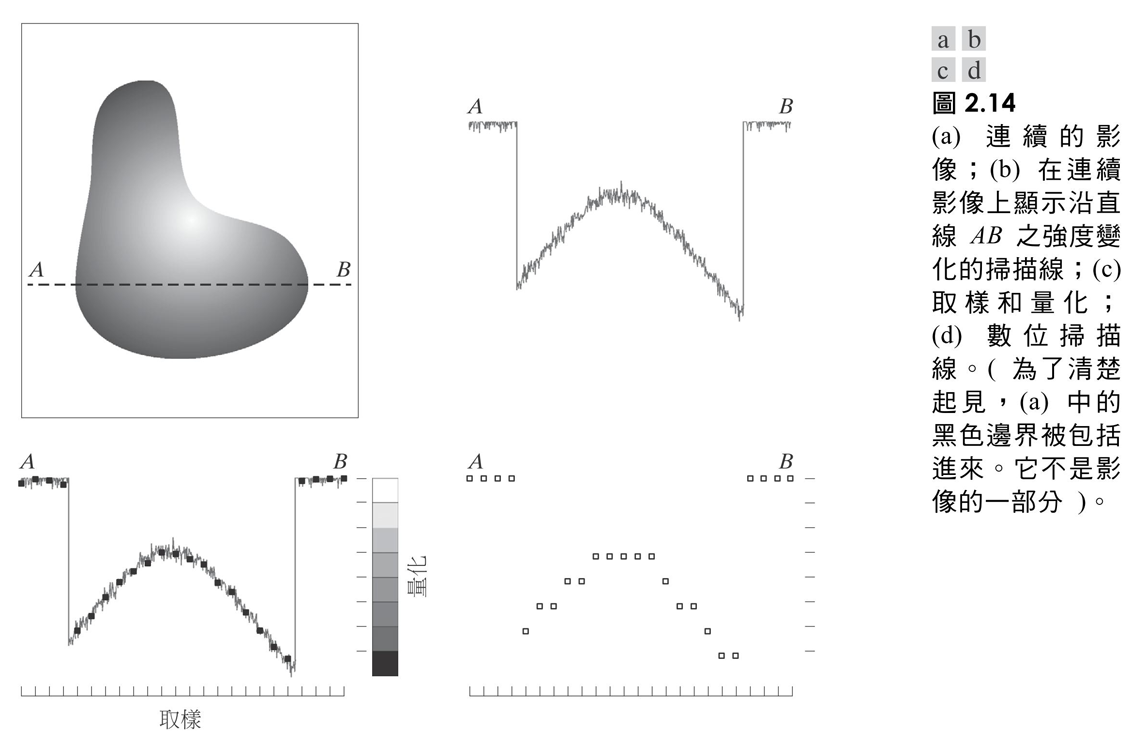 A
B
A
B
A
B
量化
取樣
A
B
a b
c d
圖 2.14
(a) 連續的影
像；(b) 在連續
影像上顯示沿直
線 AB 之強度變
化的掃描線；(c)
取樣和量化；
(d) 數位掃描
線。( 為了清楚
起見，(a) 中的
黑色邊界被包括
進來。它不是影
像的一部分 )。